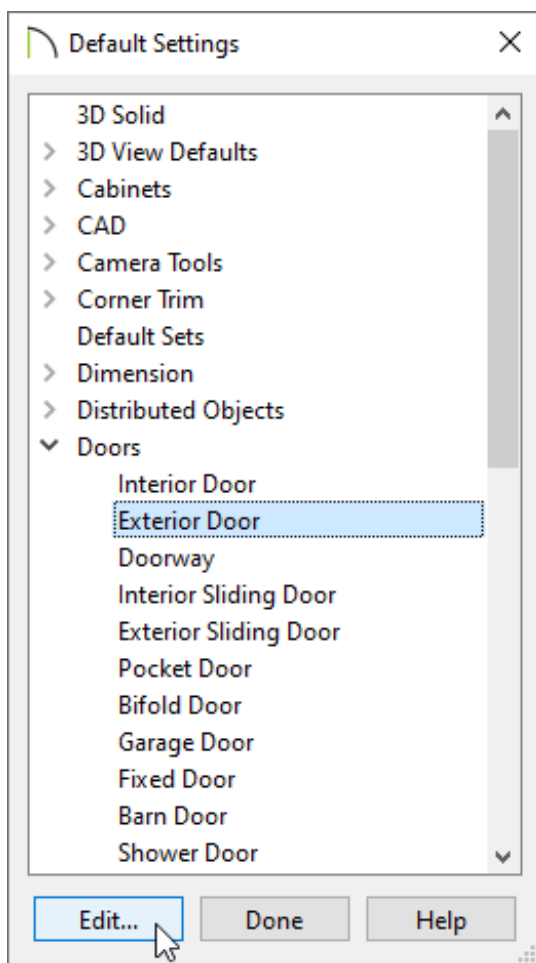 Default Settings
3D Solid
3D View Defaults
Cabinets
CAD
Camera Tools
Corner Trim
Default Sets
Dimension
Distributed Objects
Doors
Interior Door
Exterior Door
Doorway
Interior Sliding Door
Exterior Sliding Door
Pocket Door
Bifold Door
Garage Door
Fixed Door
Barn Door
Shower Door
Edit... Done Help